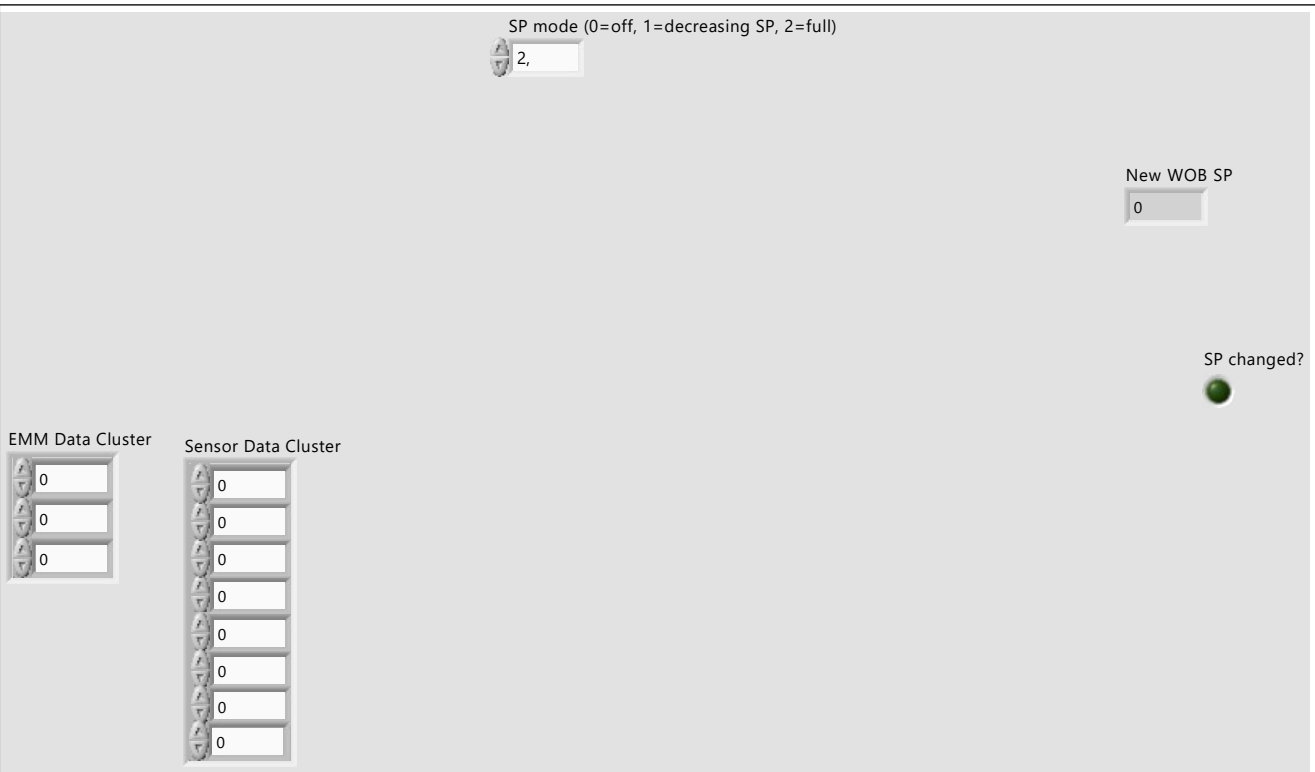 SP mode (0=off, 1=decreasing SP, 2=full)
2,
New WOB SP
0
SP changed?
EMM Data Cluster
0
0
0
Sensor Data Cluster
0
0
0
0
0
0
0
0